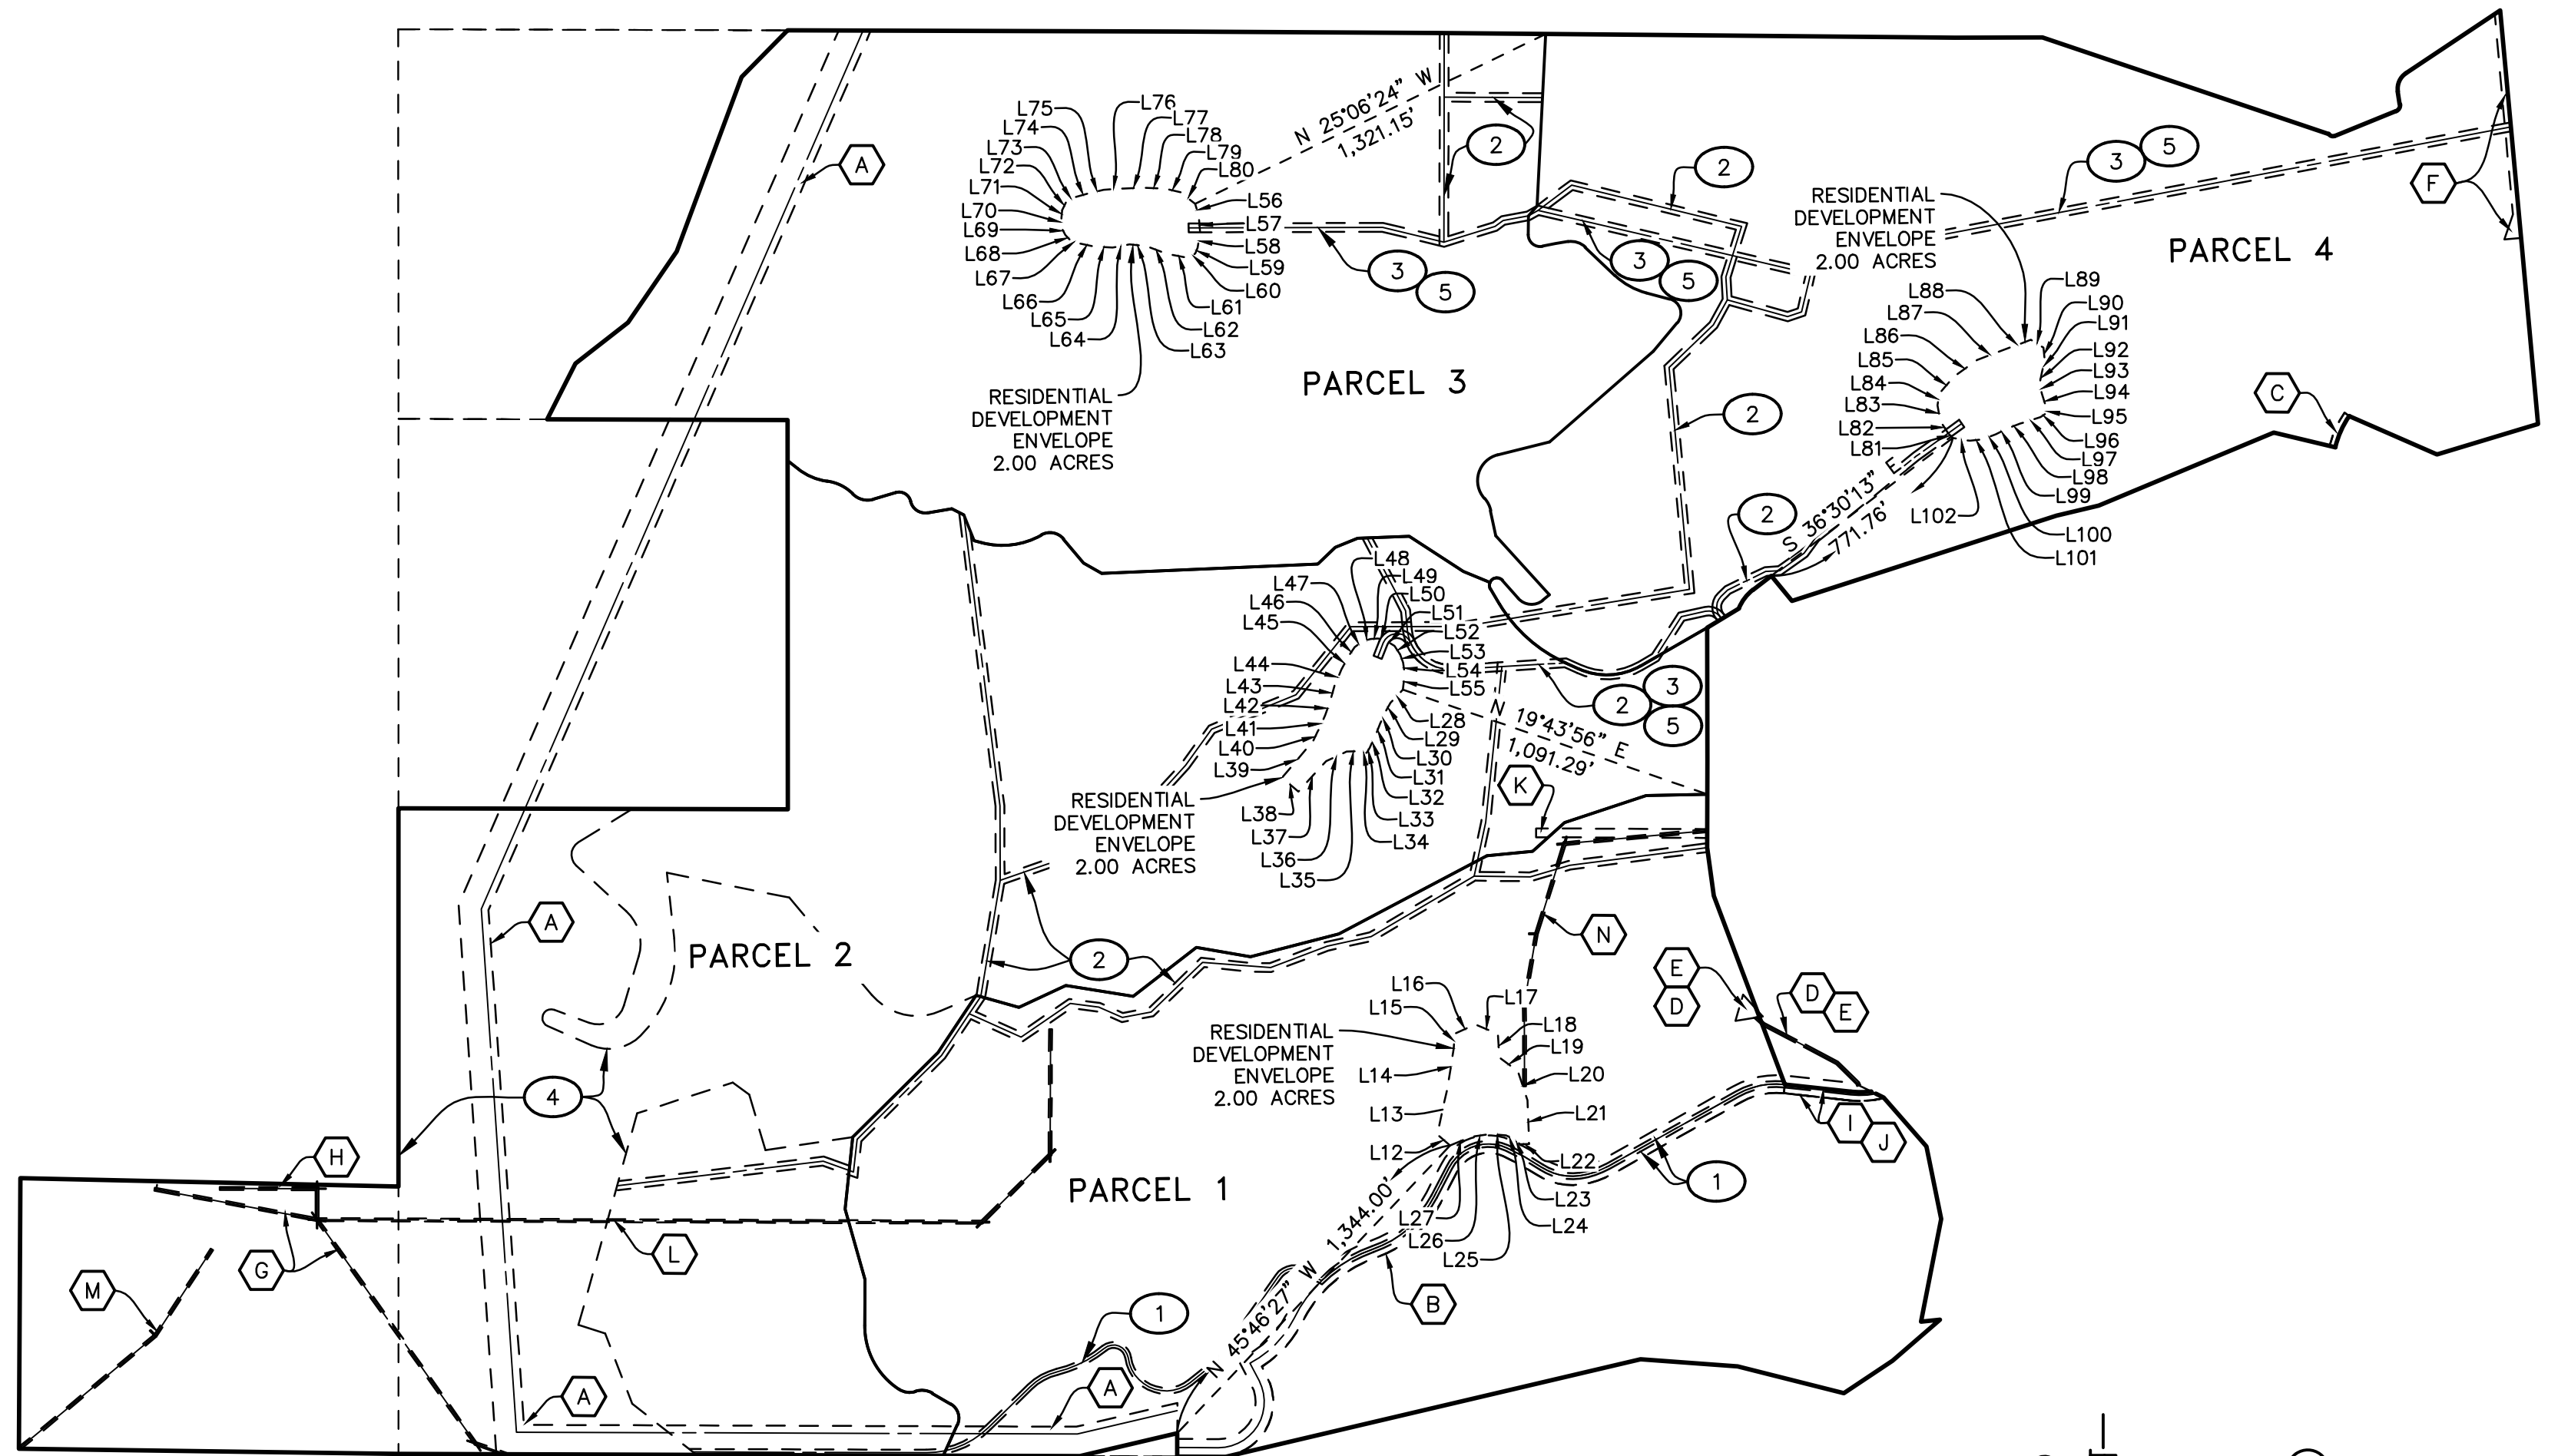 L75
L74
L73
L72
L71
L70
L69
L68
L67
L66
L65
L64
L76
L77
L78
L79
L80
L56
L57
L58
L59
L60
L61
L62
L63
N 25°06'24" W
1,321.15'
A
2
2
3
5
3
5
3
5
F
RESIDENTIAL
DEVELOPMENT
ENVELOPE
2.00 ACRES
PARCEL 4
RESIDENTIAL
DEVELOPMENT
ENVELOPE
2.00 ACRES
PARCEL 3
2
L88
L87
L86
L85
L84
L83
L82
L81
L89
L90
L91
L92
L93
L94
L95
L96
L97
L98
L99
L100
L101
L102
C
S 36°30'13" E
771.76'
2
L48
L49
L50
L51
L52
L53
L54
L55
L47
L46
L45
L44
L43
L42
L41
L40
L39
L38
L37
L36
L35
L28
L29
L30
L31
L32
L33
L34
N 19°43'56" E
1,091.29'
2
3
5
K
RESIDENTIAL
DEVELOPMENT
ENVELOPE
2.00 ACRES
A
PARCEL 2
2
N
E
D
D
E
L16
L15
L14
L13
L12
L17
L18
L19
L20
L21
L22
L23
L24
L25
L26
L27
RESIDENTIAL
DEVELOPMENT
ENVELOPE
2.00 ACRES
4
I
J
H
PARCEL 1
1
1,344.00'
N 45°46'27" W
L
G
M
B
1
A
A